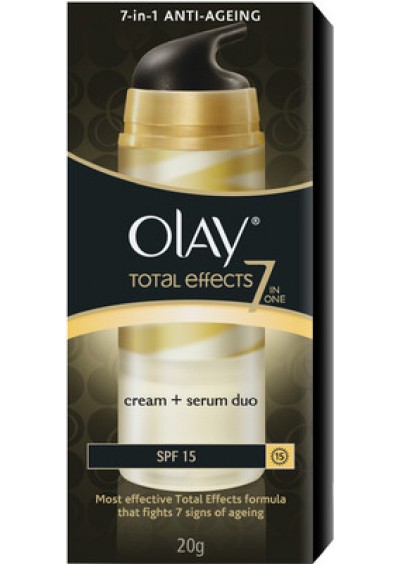 7-in-1 ANTI-AGEING
OLAY®
TOTAL effects 7 IN ONE
cream + serum duo
SPF 15
15
Most effective Total Effects formula
that fights 7 signs of ageing
20g